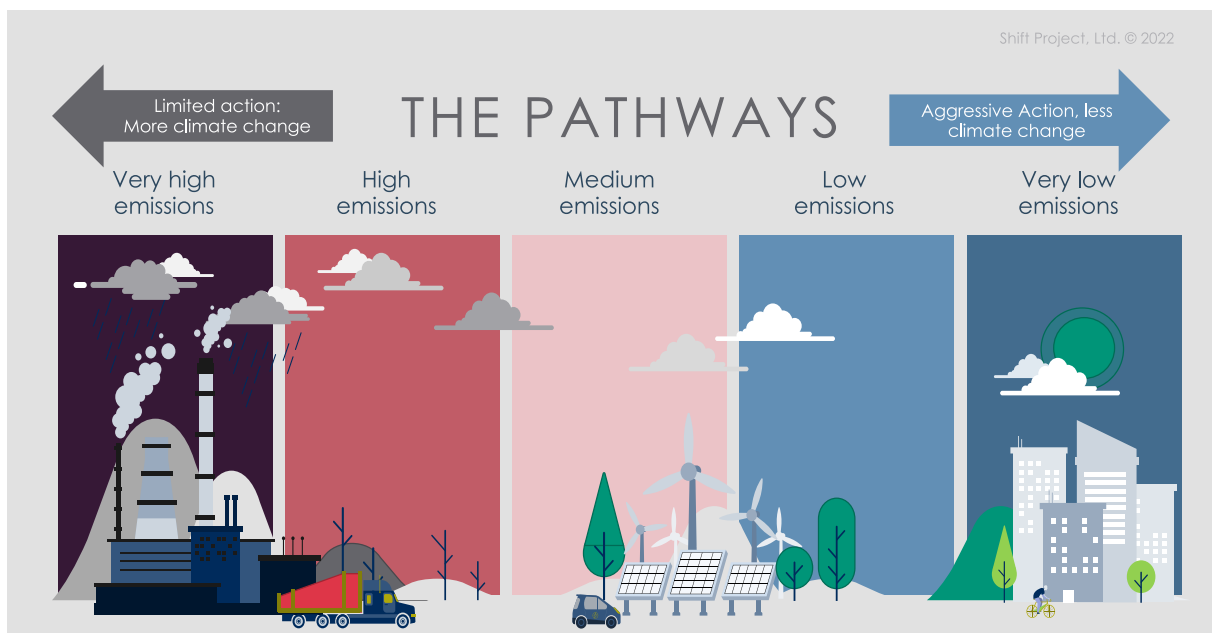 Shift Project, Ltd. © 2022
Limited action:
More climate change
THE PATHWAYS
Aggressive Action, less
climate change
Very high
emissions
High
emissions
Medium
emissions
Low
emissions
Very low
emissions